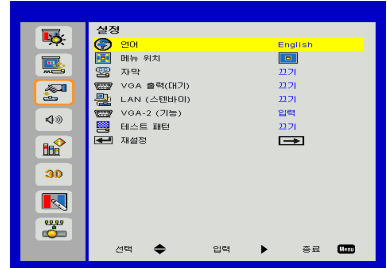 설정
언어 English
메뉴 위치
자막 끄기
VGA 출력(대기) 끄기
LAN (스탠바이) 끄기
VGA-2 (기능) 입력
테스트 패턴 끄기
재설정
3D
선택 입력 종료 Menu